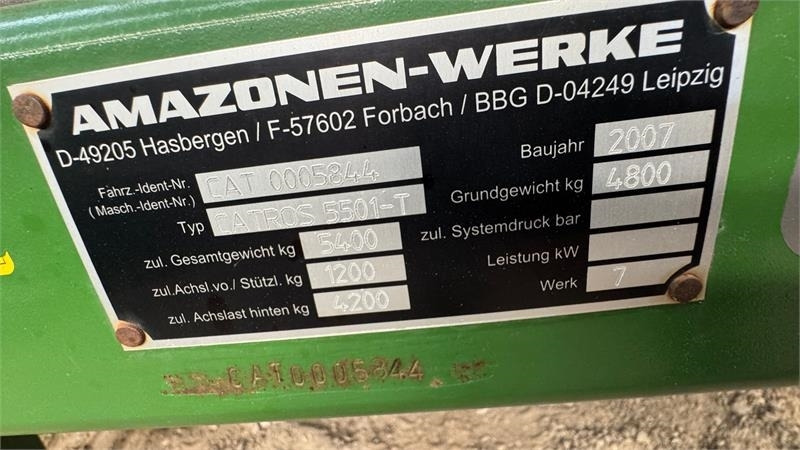 AMAZONEN-WERKE
D-49205 Hasbergen / F-57602 Forbach / BBG D-04249 Leipzig
Fahrz.-Ident-Nr. CAT 0005844
(Masch.-Ident-Nr.)
Typ CATROS 5501-T
zul. Gesamtgewicht kg 5400
zul.Achsl.vo./ Stützl. kg 1200
zul. Achslast hinten kg 4200
Baujahr 2007
Grundgewicht kg 4800
zul. Systemdruck bar
Leistung kW
Werk 7
CAT0005844